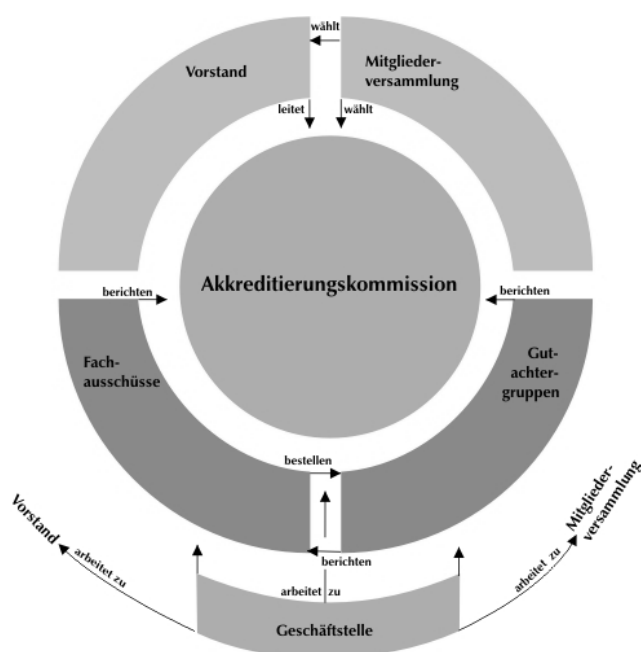 wählt
Vorstand
Mitglieder-
versammlung
leitet
wählt
Akkreditierungskommission
berichten
berichten
Fach-
ausschüsse
Gut-
achter-
gruppen
bestellen
Vorstand
arbeitet zu
Mitglieder-
versammlung
arbeitet zu
berichten
arbeitet zu
Geschäftstelle